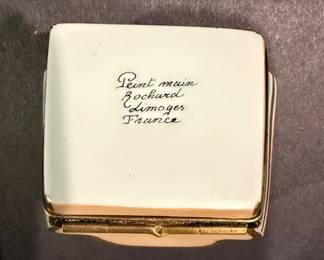 Peint main
Rochard
Limoges
France